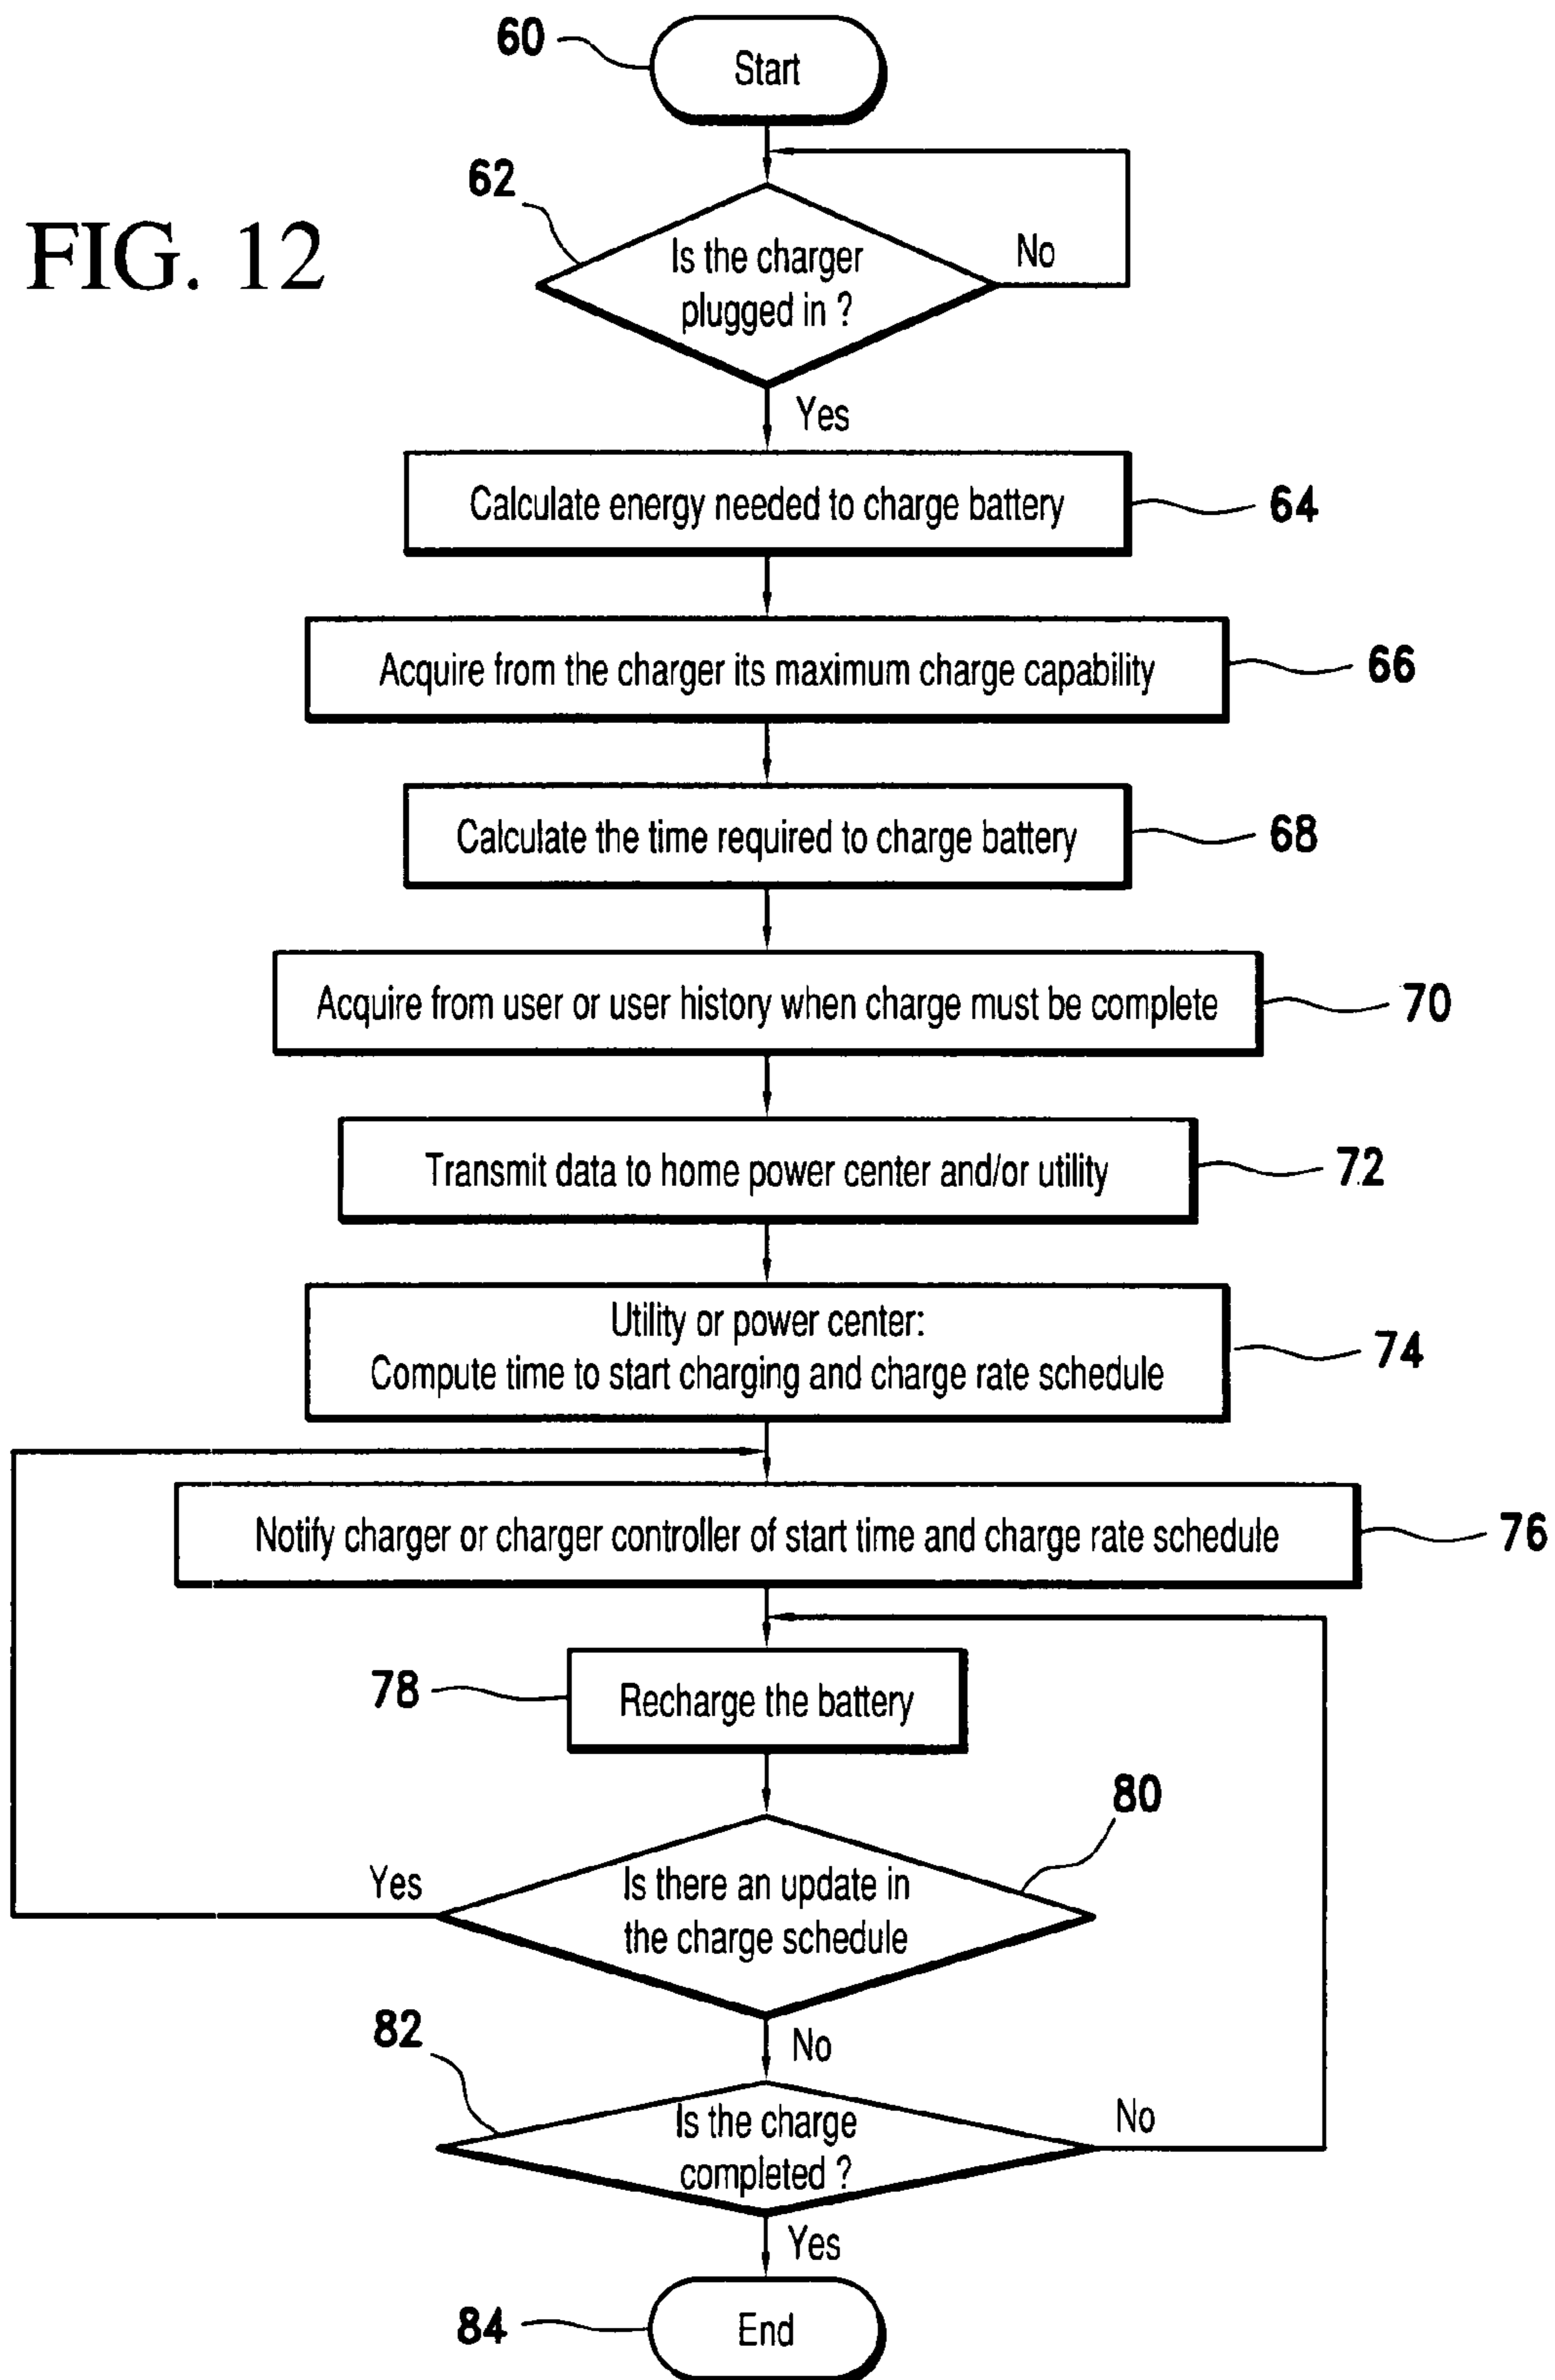 60
Start
FIG. 12
62
Is the charger
plugged in ?
No
Yes
Calculate energy needed to charge battery
64
Acquire from the charger its maximum charge capability
66
Calculate the time required to charge battery
68
Acquire from user or user history when charge must be complete
70
Transmit data to home power center and/or utility
72
Utility or power center:
Compute time to start charging and charge rate schedule
74
Notify charger or charger controller of start time and charge rate schedule
76
78
Recharge the battery
80
Yes
Is there an update in
the charge schedule
No
82
Is the charge
completed ?
No
Yes
84
End